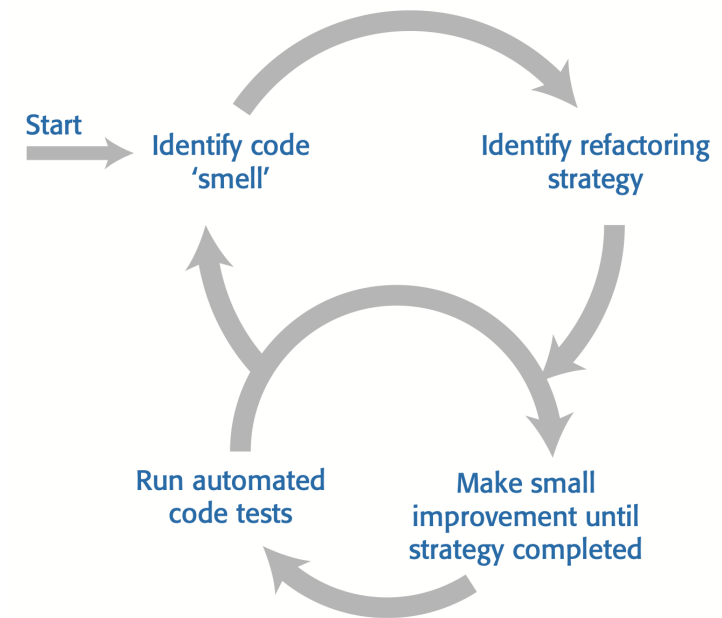 Start
Identify code
‘smell’
Identify refactoring
strategy
Run automated
code tests
Make small
improvement until
strategy completed